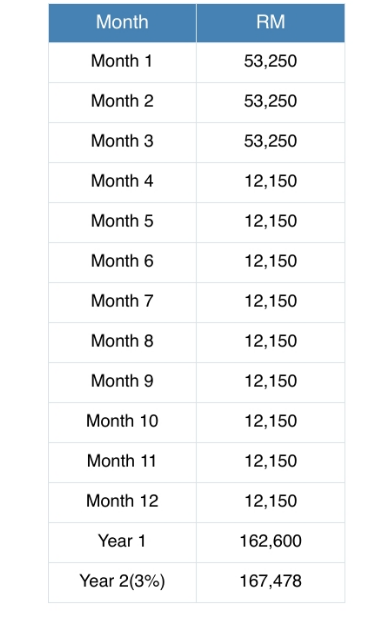 Month RM
Month 1 53,250
Month 2 53,250
Month 3 53,250
Month 4 12,150
Month 5 12,150
Month 6 12,150
Month 7 12,150
Month 8 12,150
Month 9 12,150
Month 10 12,150
Month 11 12,150
Month 12 12,150
Year 1 162,600
Year 2(3%) 167,478